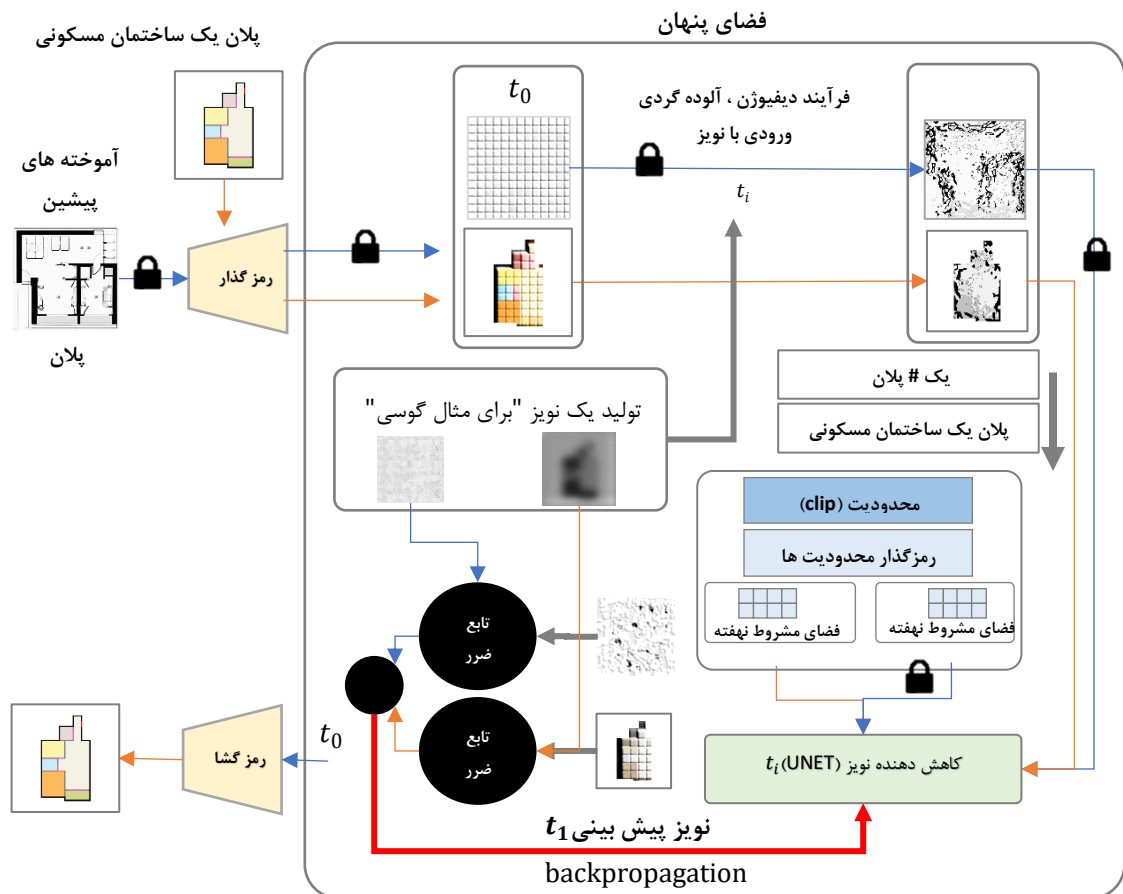 فضای پنهان
پلان یک ساختمان مسکونی
آموخته های
پیشین
پلان
رمز گذار
t₀
فرآیند دیفیوژن ، آلوده گردی
ورودی با نویز
tᵢ
یک # پلان
پلان یک ساختمان مسکونی
تولید یک نویز "برای مثال گوسی"
محدودیت (clip)
رمزگذار محدودیت ها
فضای مشروط نهفته
فضای مشروط نهفته
تابع
ضرر
تابع
ضرر
رمز گشا
t₀
کاهش دهنده نویز (UNET) tᵢ
نویز پیش بینی t₁
backpropagation